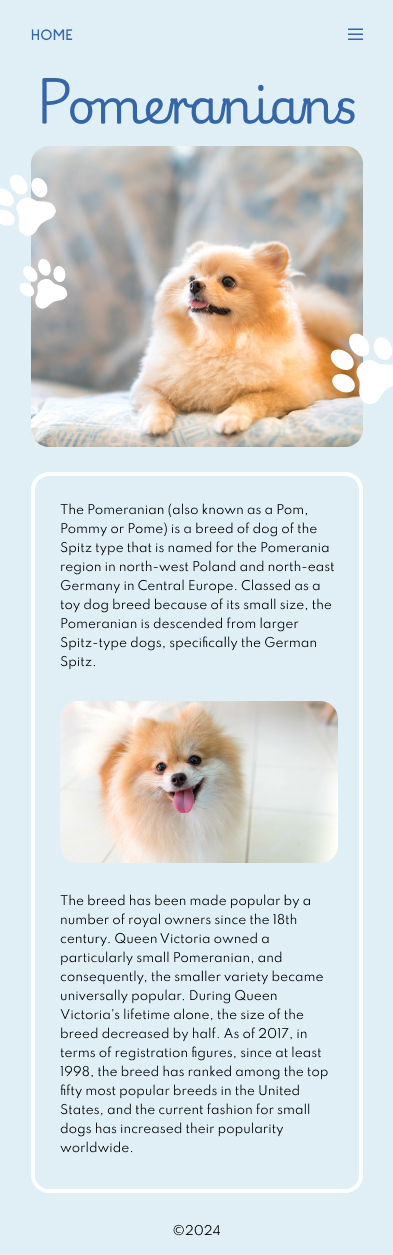 HOME
Pomeranians
The Pomeranian (also known as a Pom,
Pommy or Pome) is a breed of dog of the
Spitz type that is named for the Pomerania
region in north-west Poland and north-east
Germany in Central Europe. Classed as a
toy dog breed because of its small size, the
Pomeranian is descended from larger
Spitz-type dogs, specifically the German
Spitz.
The breed has been made popular by a
number of royal owners since the 18th
century. Queen Victoria owned a
particularly small Pomeranian, and
consequently, the smaller variety became
universally popular. During Queen
Victoria's lifetime alone, the size of the
breed decreased by half. As of 2017, in
terms of registration figures, since at least
1998, the breed has ranked among the top
fifty most popular breeds in the United
States, and the current fashion for small
dogs has increased their popularity
worldwide.
©2024